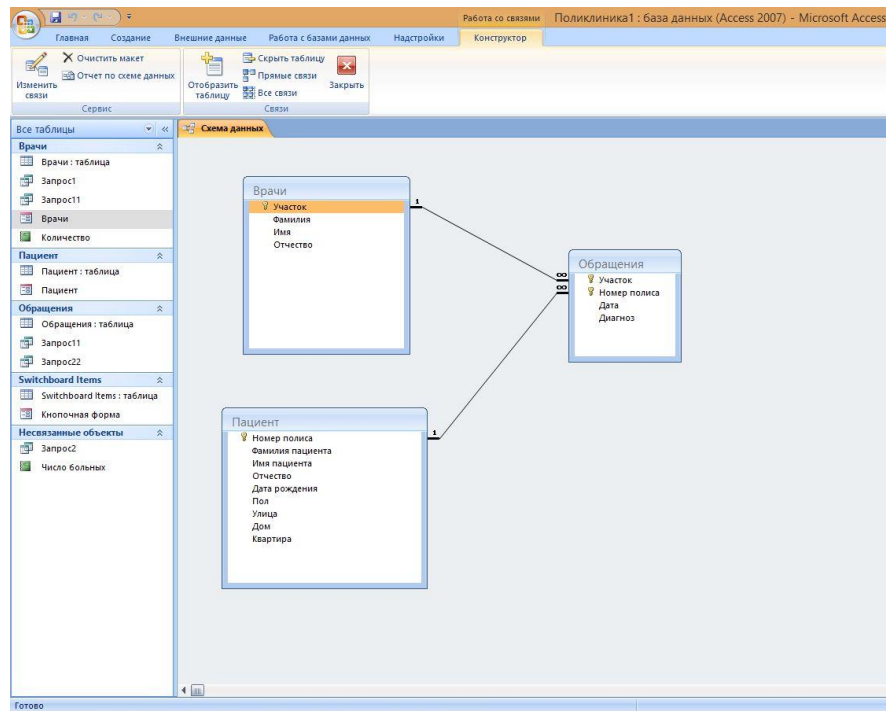 Работа со связями Поликлиника1 : база данных (Access 2007) - Microsoft Access
Главная Создание Внешние данные Работа с базами данных Надстройки Конструктор
Изменить связи
Очистить макет
Отчет по схеме данных
Сервис
Отобразить таблицу
Скрыть таблицу
Прямые связи
Все связи
Закрыть
Связи
Все таблицы
Врачи
Врачи : таблица
Запрос1
Запрос11
Врачи
Количество
Пациент
Пациент : таблица
Пациент
Обращения
Обращения : таблица
Запрос11
Запрос22
Switchboard Items
Switchboard Items : таблица
Кнопочная форма
Несвязанные объекты
Запрос2
Число больных
Схема данных
Врачи
Участок
Фамилия
Имя
Отчество
1
∞
∞
Обращения
Участок
Номер полиса
Дата
Диагноз
Пациент
1
Номер полиса
Фамилия пациента
Имя пациента
Отчество
Дата рождения
Пол
Улица
Дом
Квартира
Готово